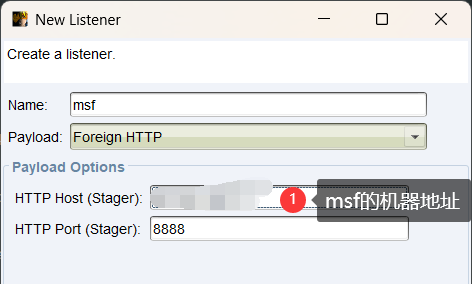 New Listener
Create a listener.
Name: msf
Payload: Foreign HTTP
Payload Options
HTTP Host (Stager): 1 msf的机器地址
HTTP Port (Stager): 8888